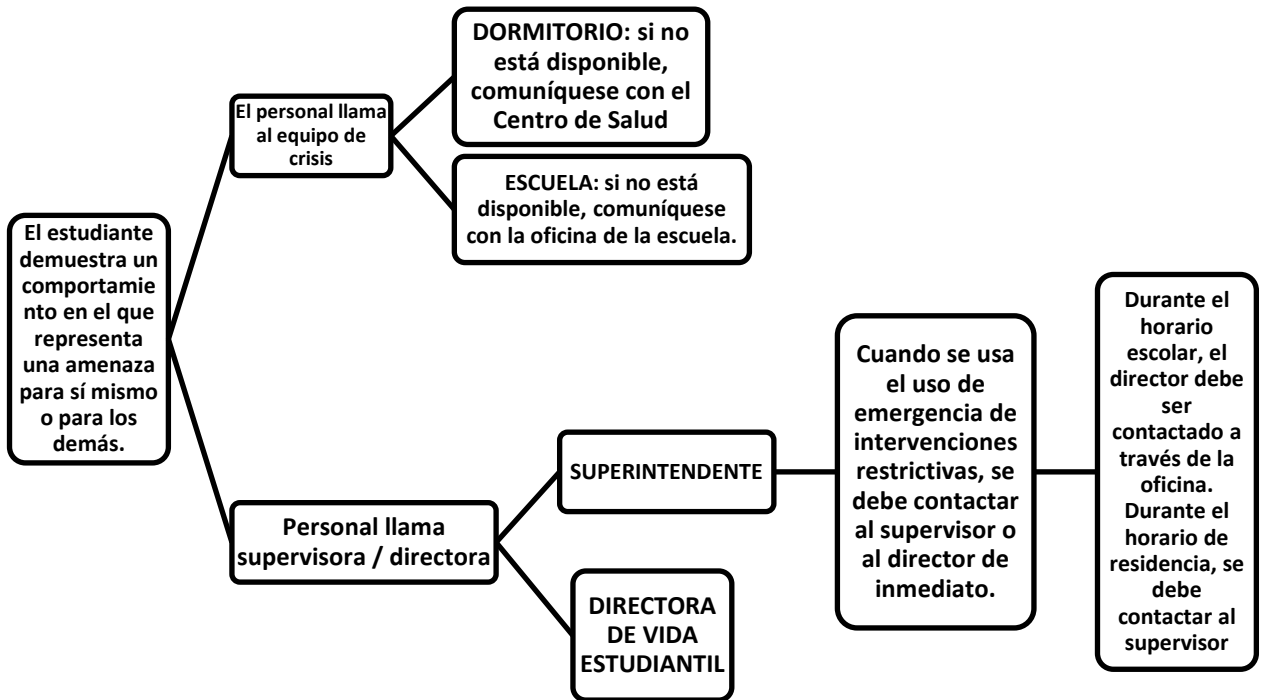 DORMITORIO: si no
está disponible,
comuníquese con el
Centro de Salud
El personal llama
al equipo de
crisis
ESCUELA: si no está
disponible, comuníquese
con la oficina de la escuela.
El estudiante
demuestra un
comportamie
nto en el que
representa
una amenaza
para sí mismo
o para los
demás.
Personal llama
supervisora / directora
SUPERINTENDENTE
DIRECTORA
DE VIDA
ESTUDIANTIL
Cuando se usa
el uso de
emergencia de
intervenciones
restrictivas, se
debe contactar
al supervisor o
al director de
inmediato.
Durante el
horario
escolar, el
director debe
ser
contactado a
través de la
oficina.
Durante el
horario de
residencia, se
debe
contactar al
supervisor